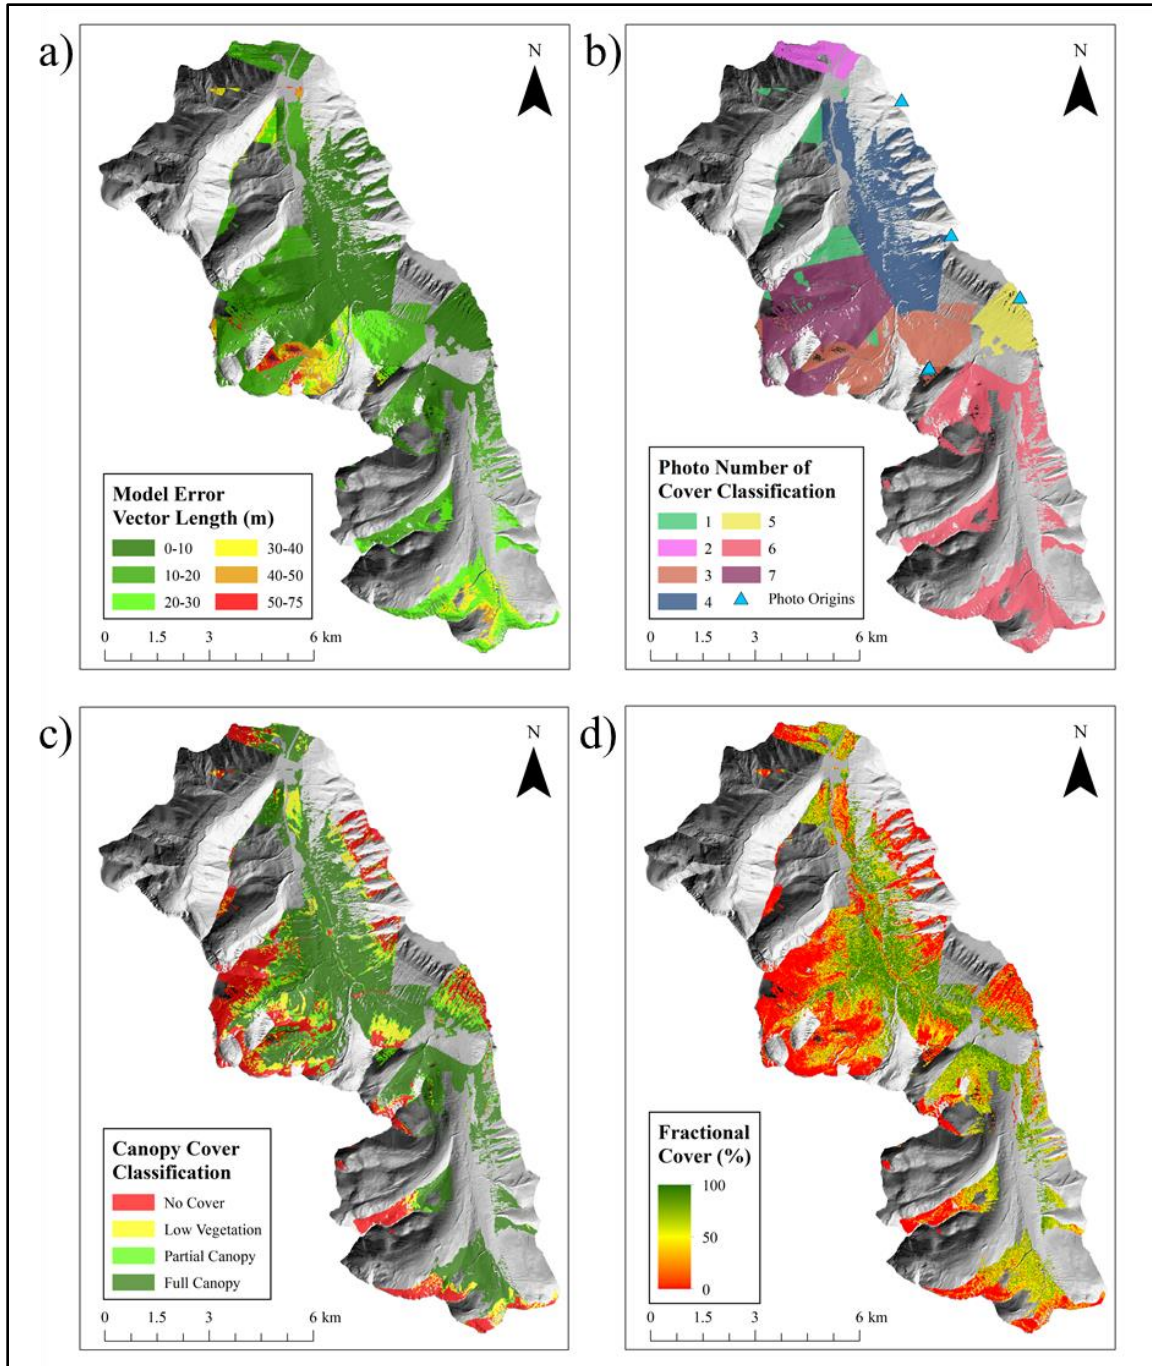 a)
N
Model Error
Vector Length (m)
0-10 30-40
10-20 40-50
20-30 50-75
0 1.5 3 6 km
b)
N
Photo Number of
Cover Classification
1 5
2 6
3 7
4 Photo Origins
0 1.5 3 6 km
c)
N
Canopy Cover
Classification
No Cover
Low Vegetation
Partial Canopy
Full Canopy
0 1.5 3 6 km
d)
N
Fractional
Cover (%)
100
50
0
0 1.5 3 6 km